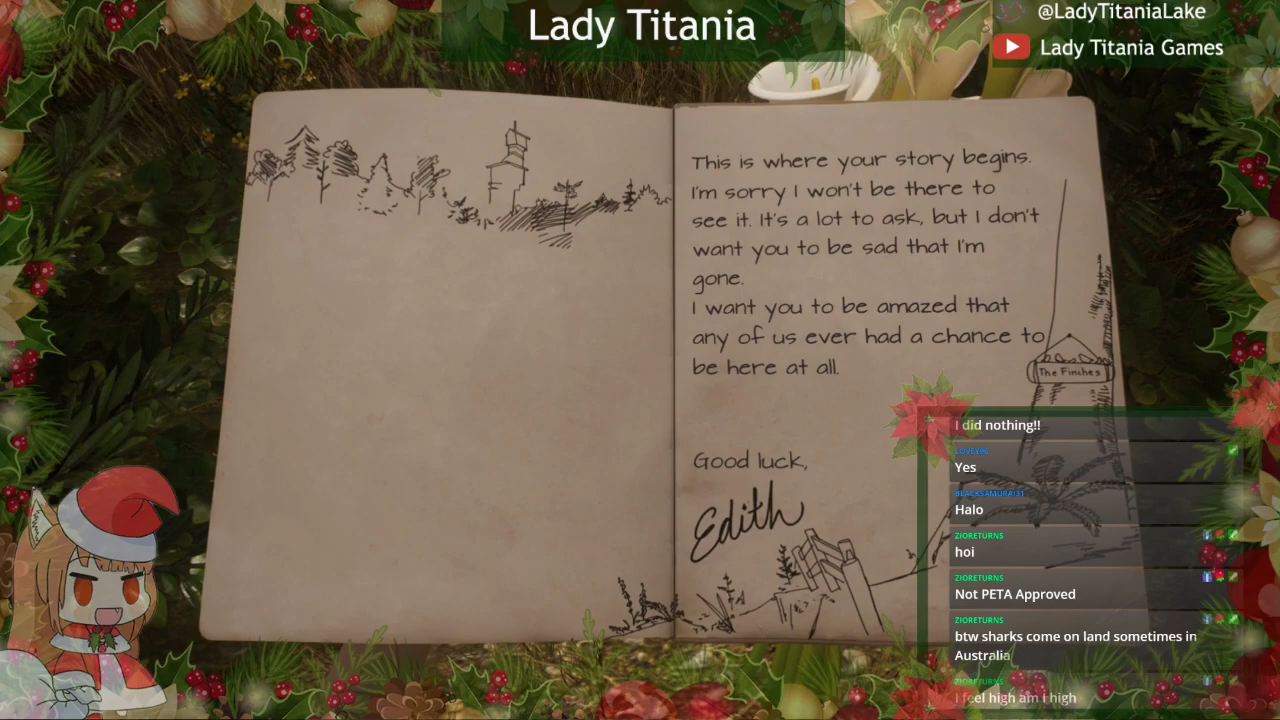 Lady Titania
@LadyTitaniaLake
Lady Titania Games
This is where your story begins.
I'm sorry I won't be there to
see it. It's a lot to ask, but I don't
want you to be sad that I'm
gone.
I want you to be amazed that
any of us ever had a chance to
be here at all.
The Finches
Good luck,
Edith
I did nothing!!
Yes
BLACKSAMURAI31
Halo
ZIORETURNS
hoi
ZIORETURNS
Not PETA Approved
ZIORETURNS
btw sharks come on land sometimes in
Australia
ZIORETURNS
I feel high am i high